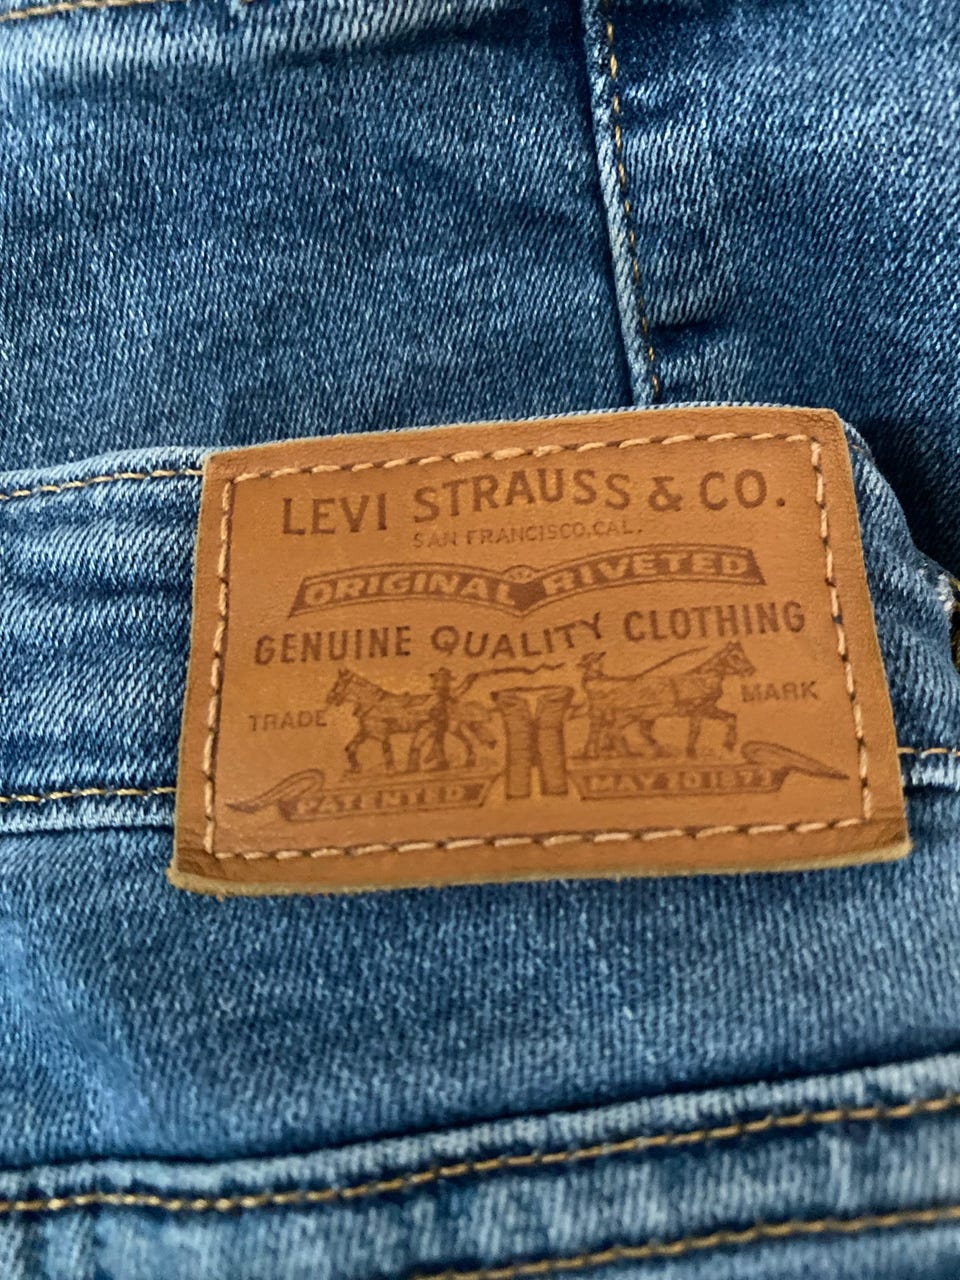 LEVI STRAUSS & CO.
SAN FRANCISCO, CAL.
ORIGINAL RIVETED
GENUINE QUALITY CLOTHING
TRADE MARK
PATENTED MAY 20 1873